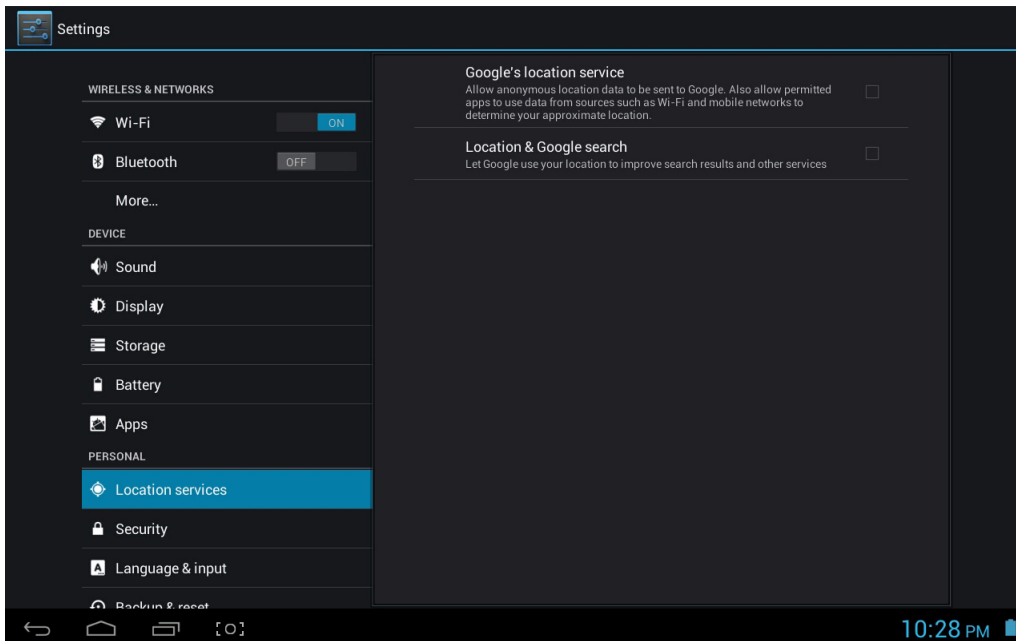 Settings
WIRELESS & NETWORKS
Wi-Fi
ON
Bluetooth
OFF
More...
DEVICE
Sound
Display
Storage
Battery
Apps
PERSONAL
Location services
Security
Language & input
Backup & reset
Google's location service
Allow anonymous location data to be sent to Google. Also allow permitted
apps to use data from sources such as Wi-Fi and mobile networks to
determine your approximate location.
Location & Google search
Let Google use your location to improve search results and other services
10:28 PM